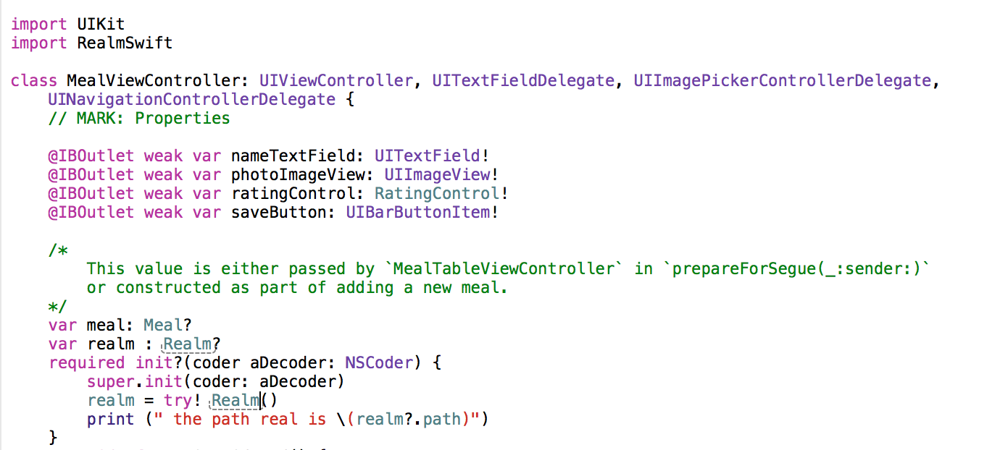 import UIKit
import RealmSwift
class MealViewController: UIViewController, UITextFieldDelegate, UIImagePickerControllerDelegate,
UINavigationControllerDelegate {
// MARK: Properties
@IBOutlet weak var nameTextField: UITextField!
@IBOutlet weak var photoImageView: UIImageView!
@IBOutlet weak var ratingControl: RatingControl!
@IBOutlet weak var saveButton: UIBarButtonItem!
/*
This value is either passed by `MealTableViewController` in `prepareForSegue(_:sender:)`
or constructed as part of adding a new meal.
*/
var meal: Meal?
var realm : Realm?
required init?(coder aDecoder: NSCoder) {
super.init(coder: aDecoder)
realm = try! Realm()
print (" the path real is \(realm?.path)")
}